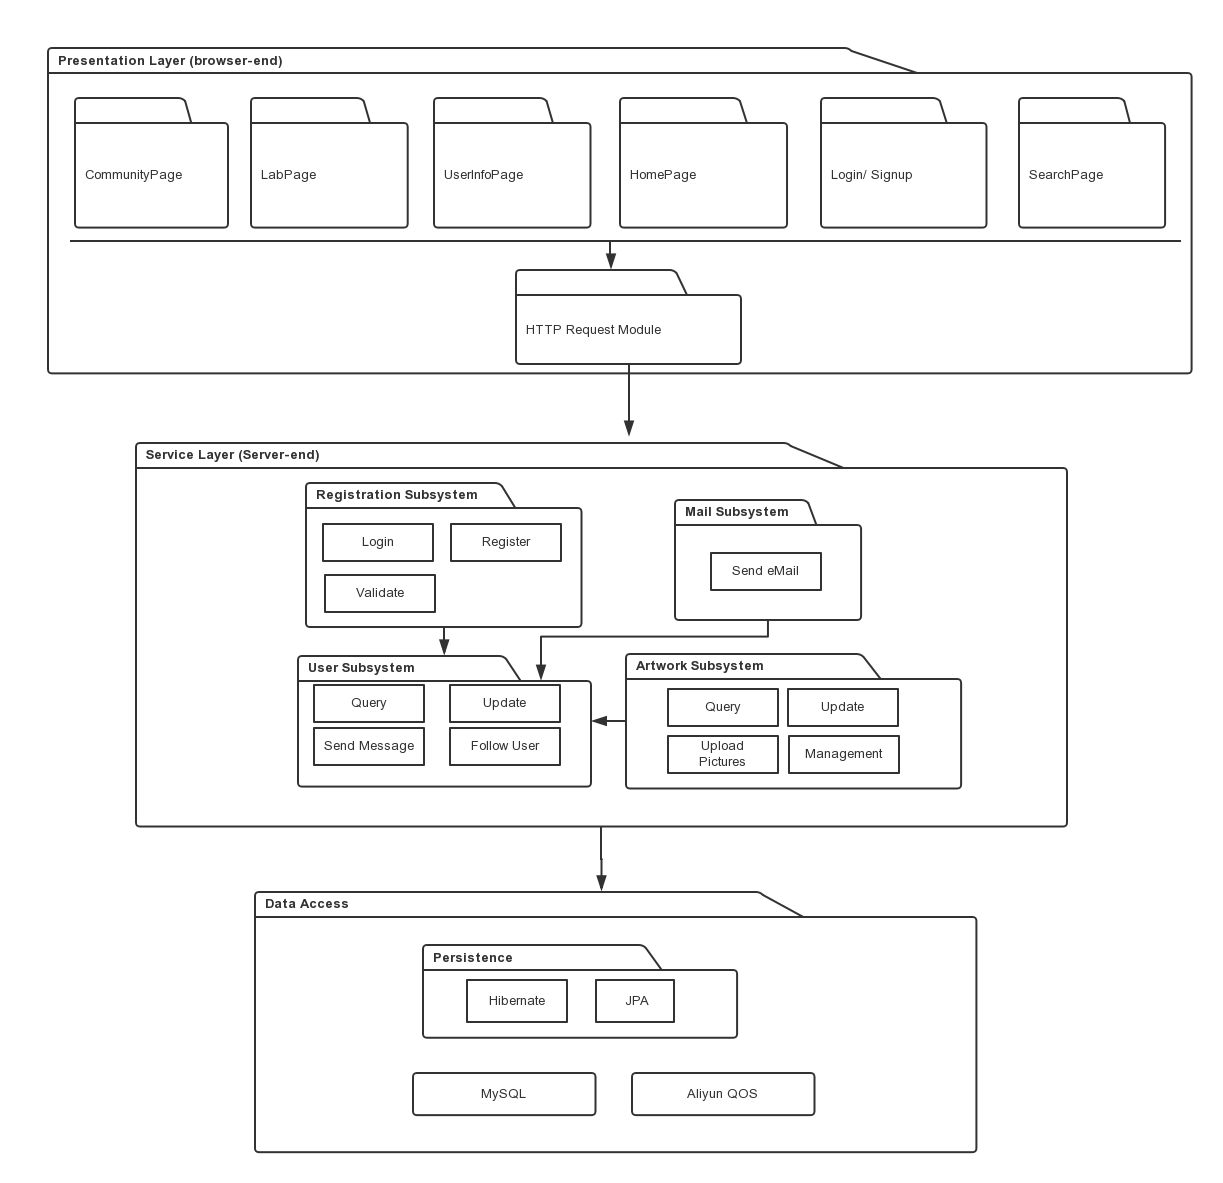 Presentation Layer (browser-end)
CommunityPage
LabPage
UserInfoPage
HomePage
Login/ Signup
SearchPage
HTTP Request Module
Service Layer (Server-end)
Registration Subsystem
Login
Register
Validate
Mail Subsystem
Send eMail
User Subsystem
Query
Update
Send Message
Follow User
Artwork Subsystem
Query
Update
Upload
Pictures
Management
Data Access
Persistence
Hibernate
JPA
MySQL
Aliyun QOS